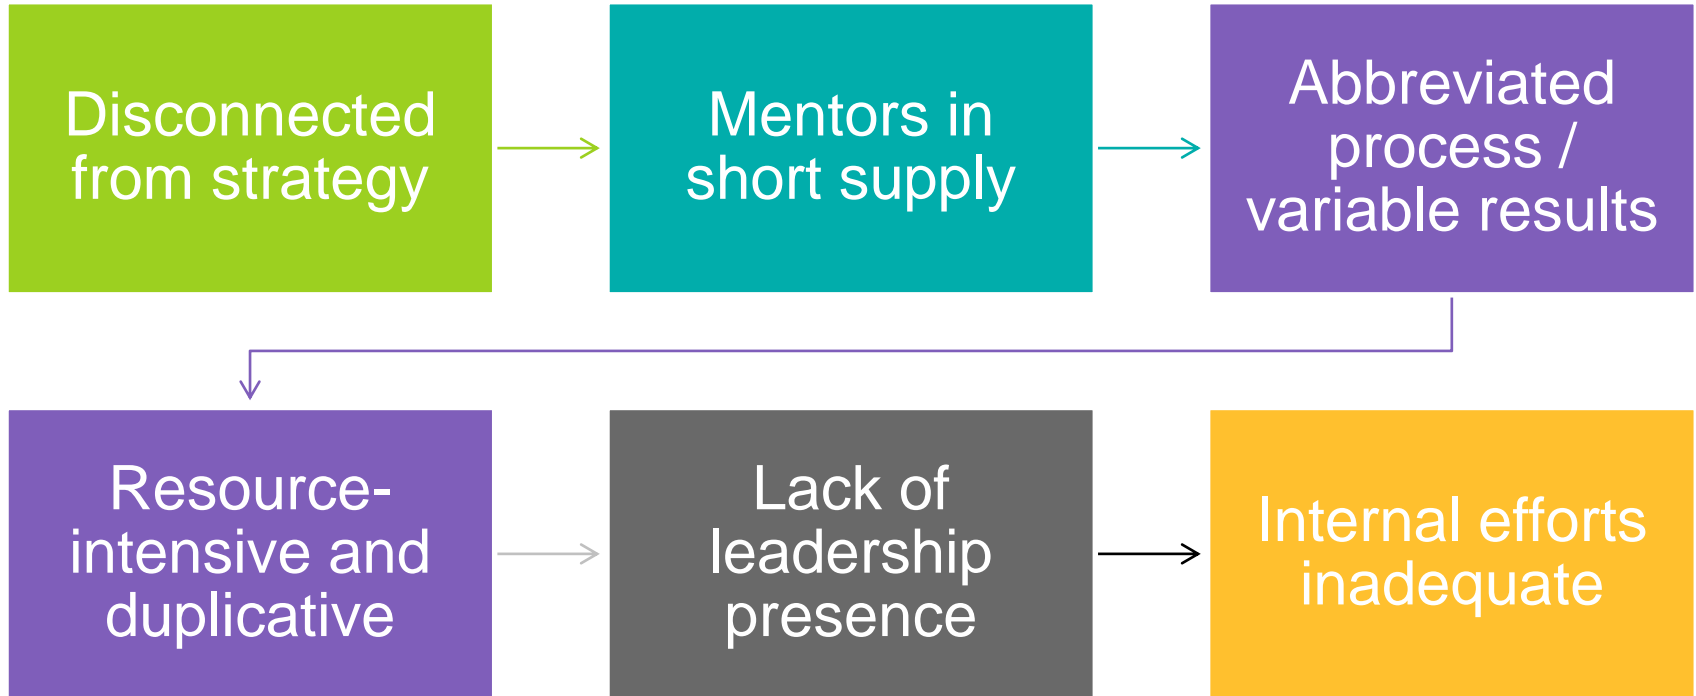 Disconnected
from strategy
Mentors in
short supply
Abbreviated
process /
variable results
Resource-
intensive and
duplicative
Lack of
leadership
presence
Internal efforts
inadequate